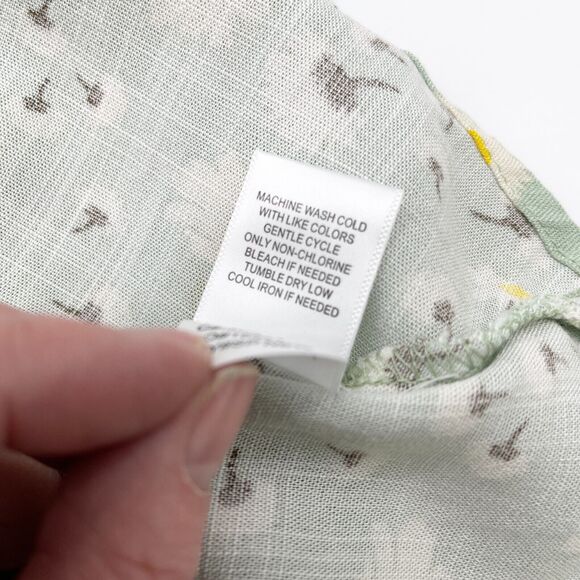 MACHINE WASH COLD
WITH LIKE COLORS
GENTLE CYCLE
ONLY NON-CHLORINE
BLEACH IF NEEDED
TUMBLE DRY LOW
COOL IRON IF NEEDED